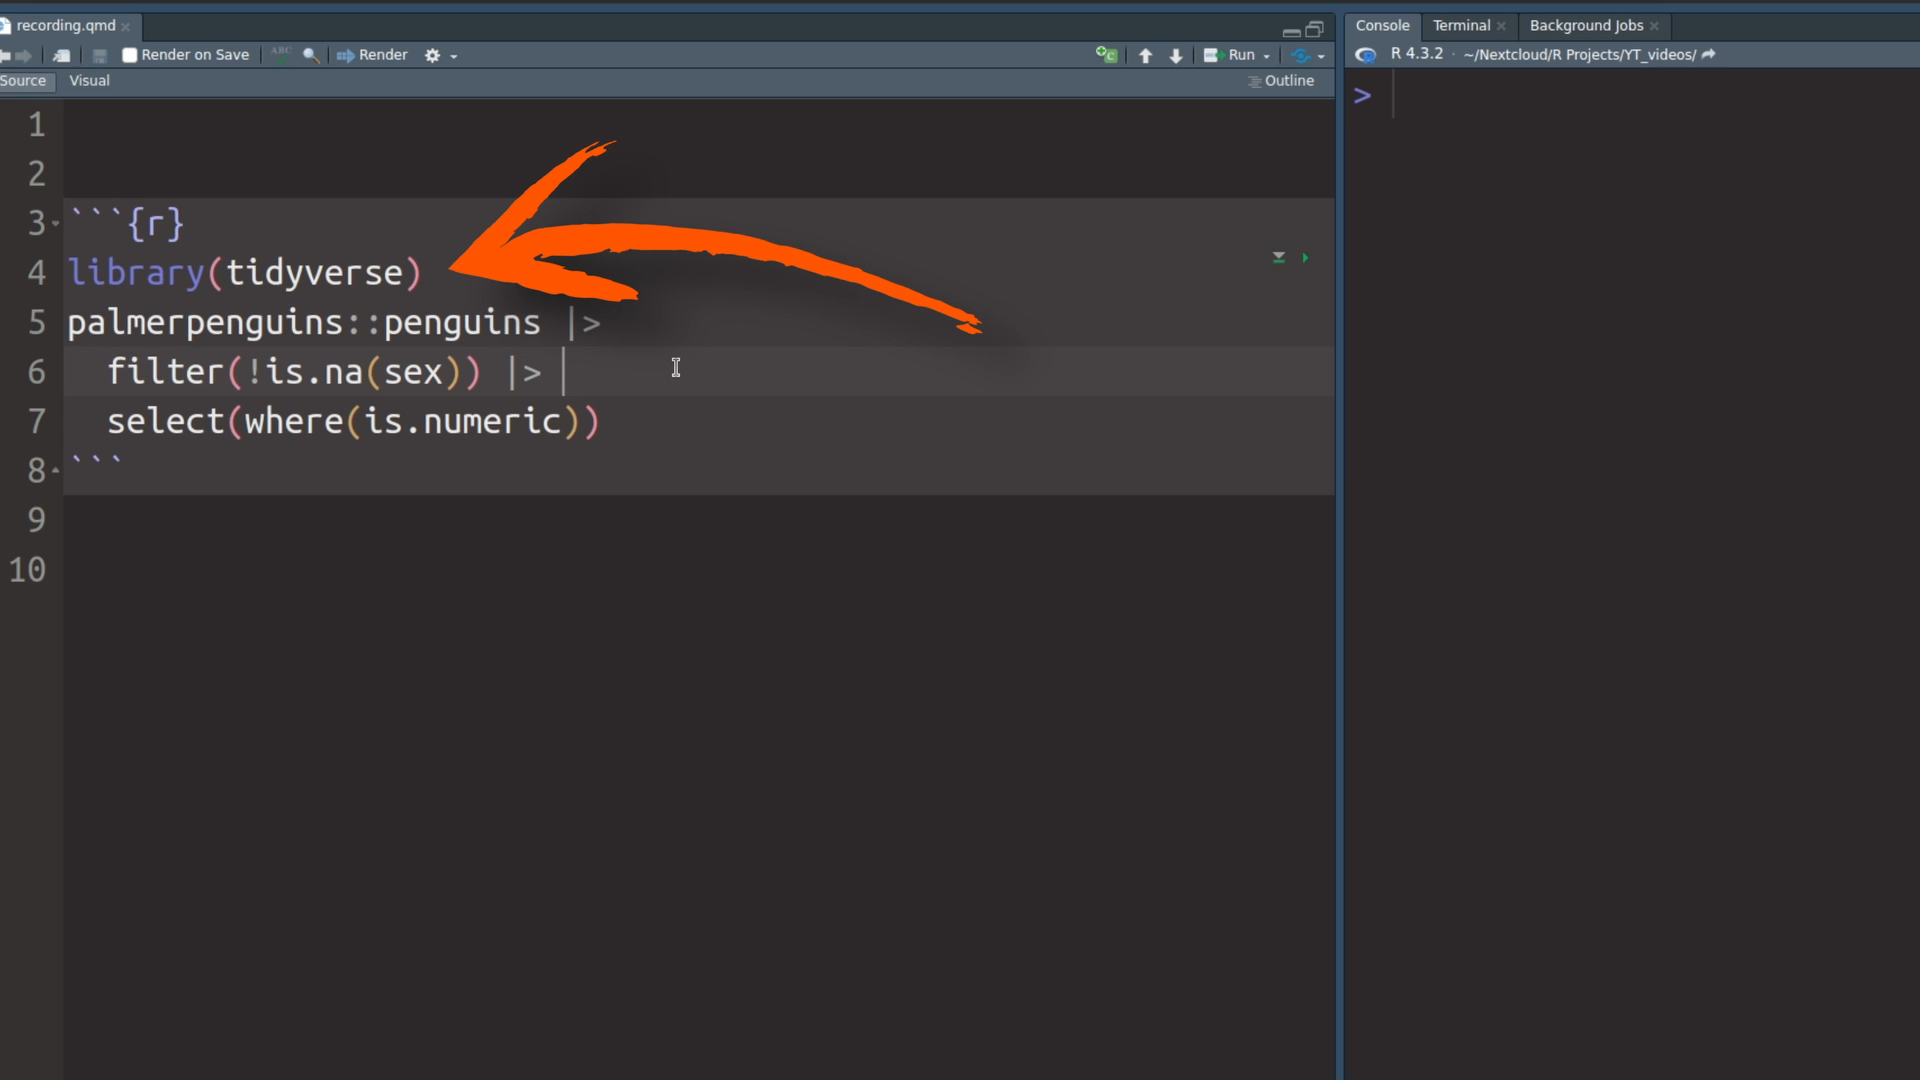 recording.qmd
Render on Save
ABC
Render
Run
Source
Visual
Outline
1
2
3 ```{r}
4 library(tidyverse)
5 palmerpenguins::penguins |>
6   filter(!is.na(sex)) |>
7   select(where(is.numeric))
8 ```
9
10
Console
Terminal
Background Jobs
R 4.3.2 · ~/Nextcloud/R Projects/YT_videos/
>